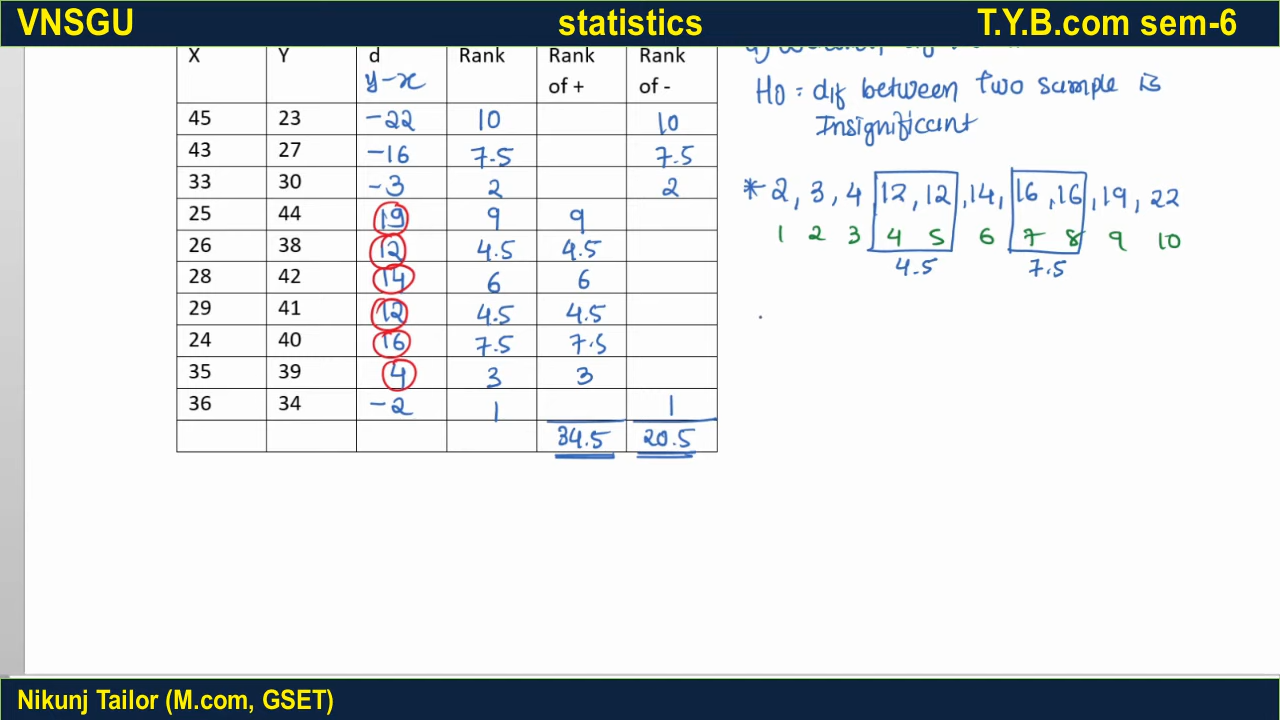 VNSGU statistics T.Y.B.com sem-6
X Y d y-x Rank Rank of + Rank of -
45 23 -22 10 10
43 27 -16 7.5 7.5
33 30 -3 2 2
25 44 19 9 9
26 38 12 4.5 4.5
28 42 14 6 6
29 41 12 4.5 4.5
24 40 16 7.5 7.5
35 39 4 3 3
36 34 -2 1 1
34.5 20.5
H0 = dif between two sample is
Insignificant
* 2, 3, 4 12, 12, 14, 16, 16, 19, 22
1 2 3 4 5 6 7 8 9 10
4.5 7.5
Nikunj Tailor (M.com, GSET)